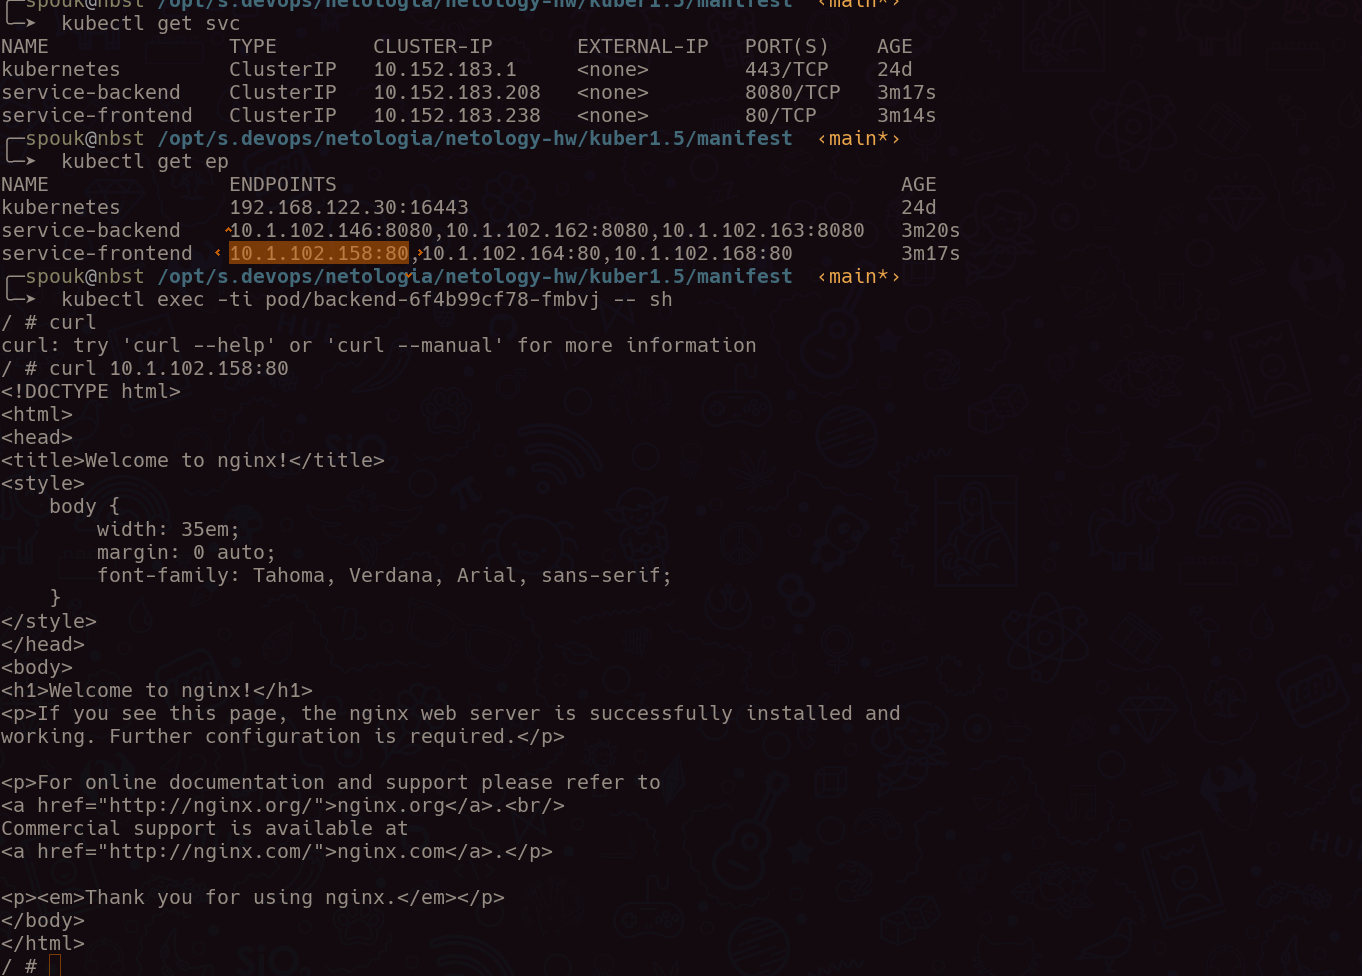 ╭─spouk@nbst /opt/s.devops/netologia/netology-hw/kuber1.5/manifest  ‹main*›
╰─➤  kubectl get svc
NAME               TYPE        CLUSTER-IP       EXTERNAL-IP   PORT(S)    AGE
kubernetes         ClusterIP   10.152.183.1     <none>        443/TCP    24d
service-backend    ClusterIP   10.152.183.208   <none>        8080/TCP   3m17s
service-frontend   ClusterIP   10.152.183.238   <none>        80/TCP     3m14s
╭─spouk@nbst /opt/s.devops/netologia/netology-hw/kuber1.5/manifest  ‹main*›
╰─➤  kubectl get ep
NAME               ENDPOINTS                                               AGE
kubernetes         192.168.122.30:16443                                    24d
service-backend    10.1.102.146:8080,10.1.102.162:8080,10.1.102.163:8080   3m20s
service-frontend   10.1.102.158:80,10.1.102.164:80,10.1.102.168:80         3m17s
╭─spouk@nbst /opt/s.devops/netologia/netology-hw/kuber1.5/manifest  ‹main*›
╰─➤  kubectl exec -ti pod/backend-6f4b99cf78-fmbvj -- sh
/ # curl
curl: try 'curl --help' or 'curl --manual' for more information
/ # curl 10.1.102.158:80
<!DOCTYPE html>
<html>
<head>
<title>Welcome to nginx!</title>
<style>
    body {
        width: 35em;
        margin: 0 auto;
        font-family: Tahoma, Verdana, Arial, sans-serif;
    }
</style>
</head>
<body>
<h1>Welcome to nginx!</h1>
<p>If you see this page, the nginx web server is successfully installed and
working. Further configuration is required.</p>

<p>For online documentation and support please refer to
<a href="http://nginx.org/">nginx.org</a>.<br/>
Commercial support is available at
<a href="http://nginx.com/">nginx.com</a>.</p>

<p><em>Thank you for using nginx.</em></p>
</body>
</html>
/ #